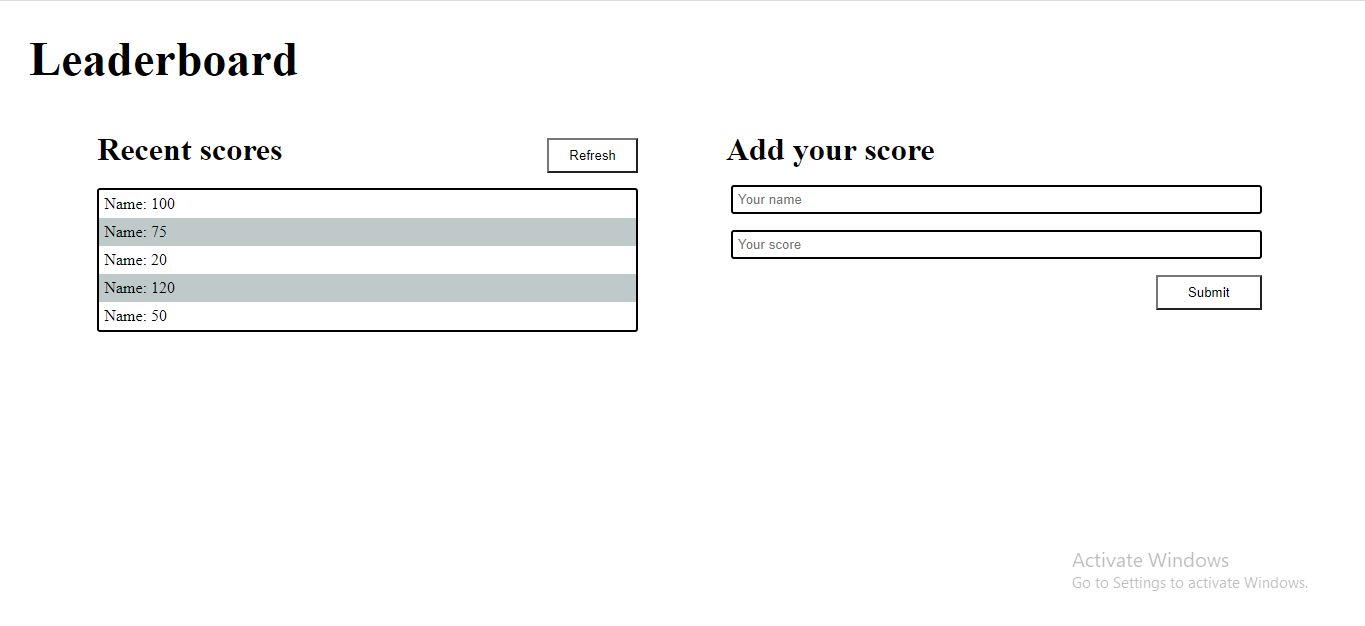 Leaderboard
Recent scores
Refresh
Name: 100
Name: 75
Name: 20
Name: 120
Name: 50
Add your score
Your name
Your score
Submit
Activate Windows
Go to Settings to activate Windows.